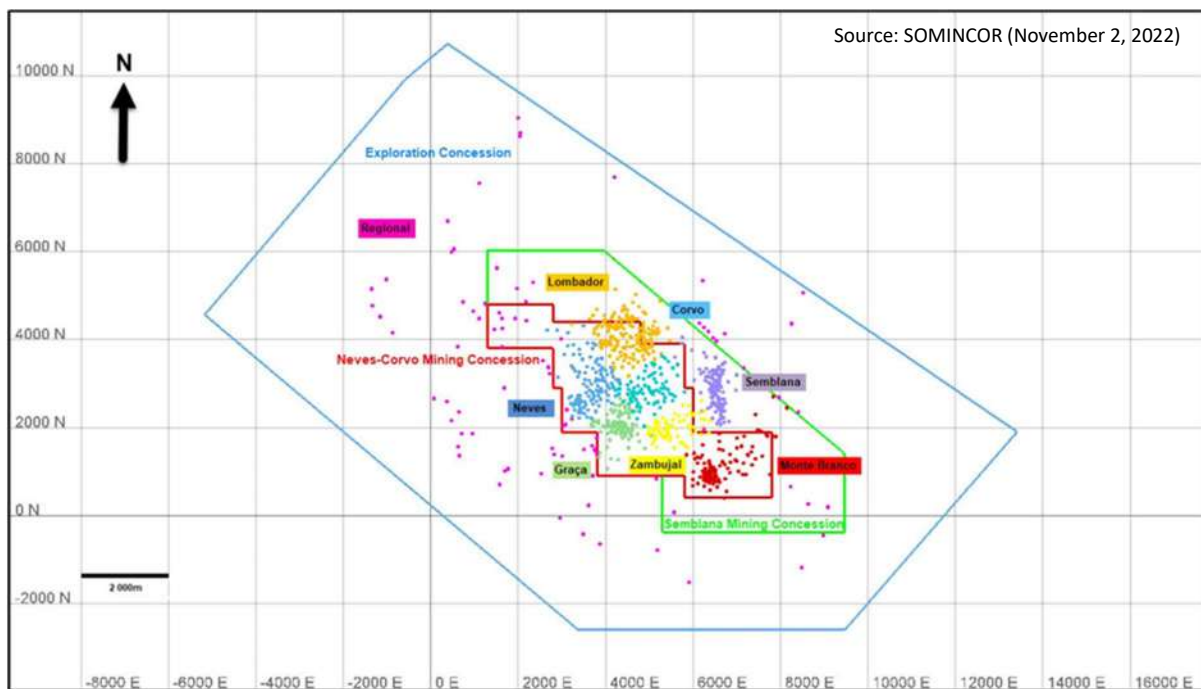 Source: SOMINCOR (November 2, 2022)
10000 N
N
Exploration Concession
8000 N
Regional
6000 N
Lombador
Corvo
4000 N
Neves-Corvo Mining Concession
Semblana
Neves
2000 N
Graça
Zambujal
Monte Branco
0 N
Semblana Mining Concession
2 000m
-2000 N
-8000 E
-6000 E
-4000 E
-2000 E
0 E
2000 E
4000 E
6000 E
8000 E
10000 E
12000 E
14000 E
16000 E